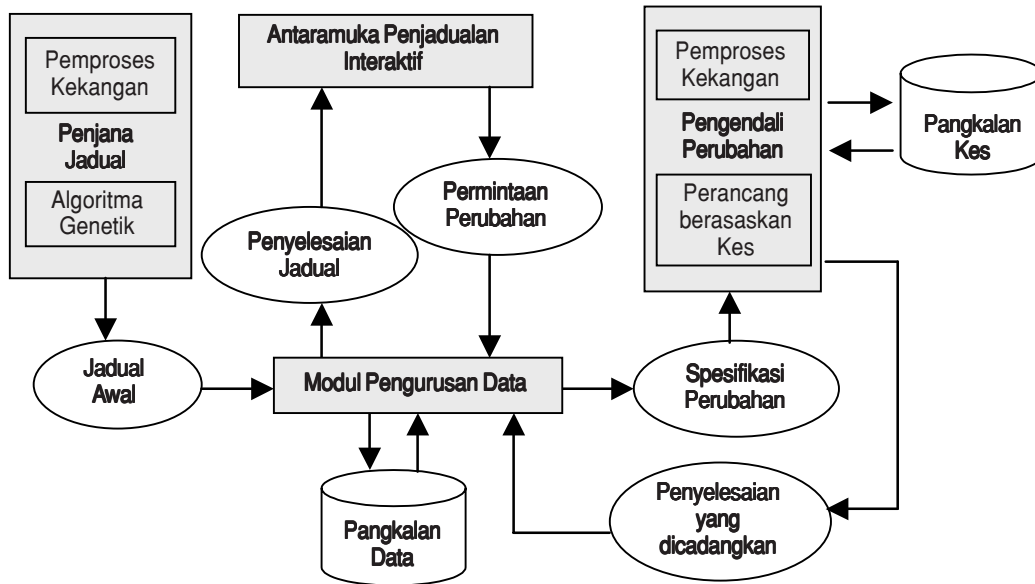 Pemproses
Kekangan
Penjana
Jadual
Algoritma
Genetik
Antaramuka Penjadualan
Interaktif
Pemproses
Kekangan
Pengendali
Perubahan
Perancang
berasaskan
Kes
Pangkalan
Kes
Penyelesaian
Jadual
Permintaan
Perubahan
Jadual
Awal
Modul Pengurusan Data
Spesifikasi
Perubahan
Pangkalan
Data
Penyelesaian
yang
dicadangkan